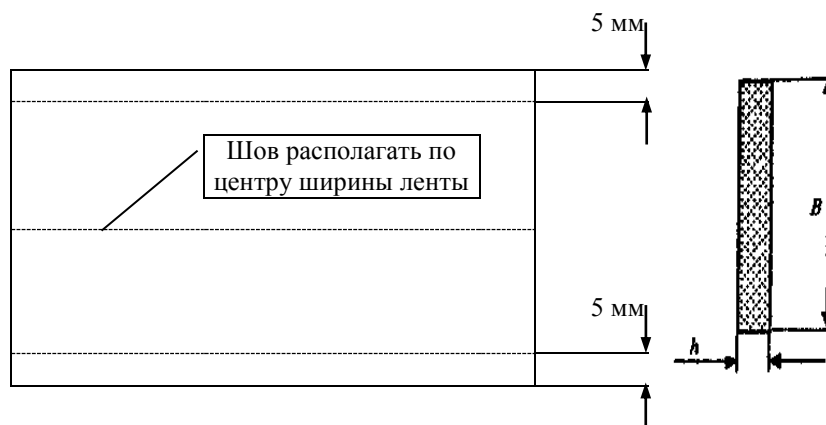 5 мм
Шов располагать по
центру ширины ленты
B
5 мм
h